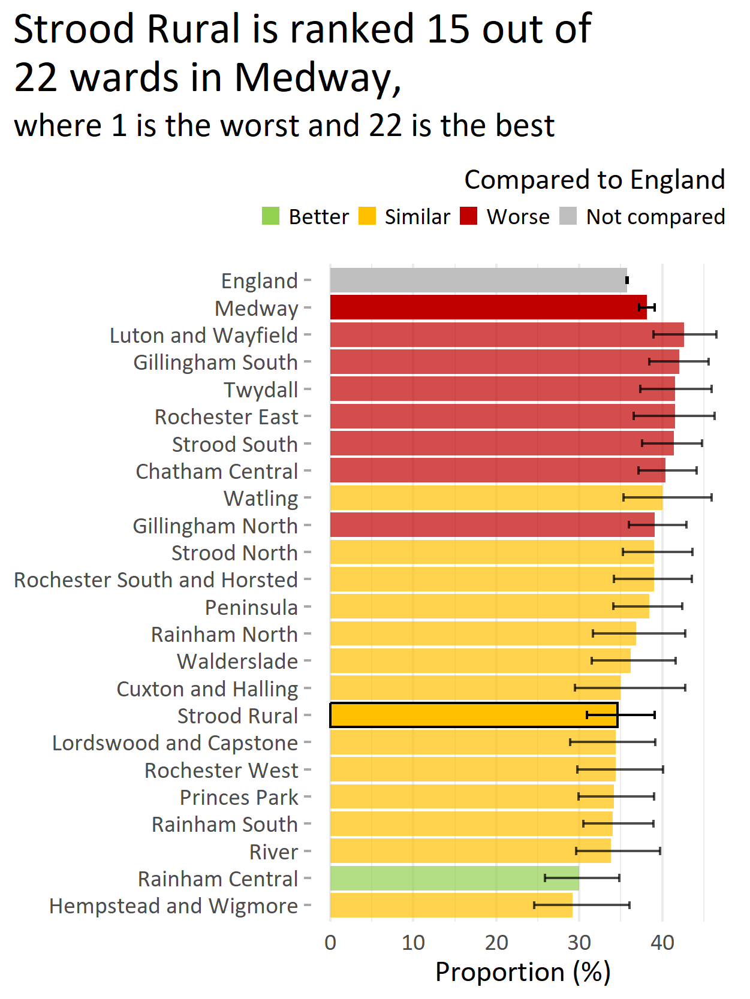 Strood Rural is ranked 15 out of
22 wards in Medway,
where 1 is the worst and 22 is the best
Compared to England
Better Similar Worse Not compared
England
Medway
Luton and Wayfield
Gillingham South
Twydall
Rochester East
Strood South
Chatham Central
Watling
Gillingham North
Strood North
Rochester South and Horsted
Peninsula
Rainham North
Walderslade
Cuxton and Halling
Strood Rural
Lordswood and Capstone
Rochester West
Princes Park
Rainham South
River
Rainham Central
Hempstead and Wigmore
0 10 20 30 40
Proportion (%)